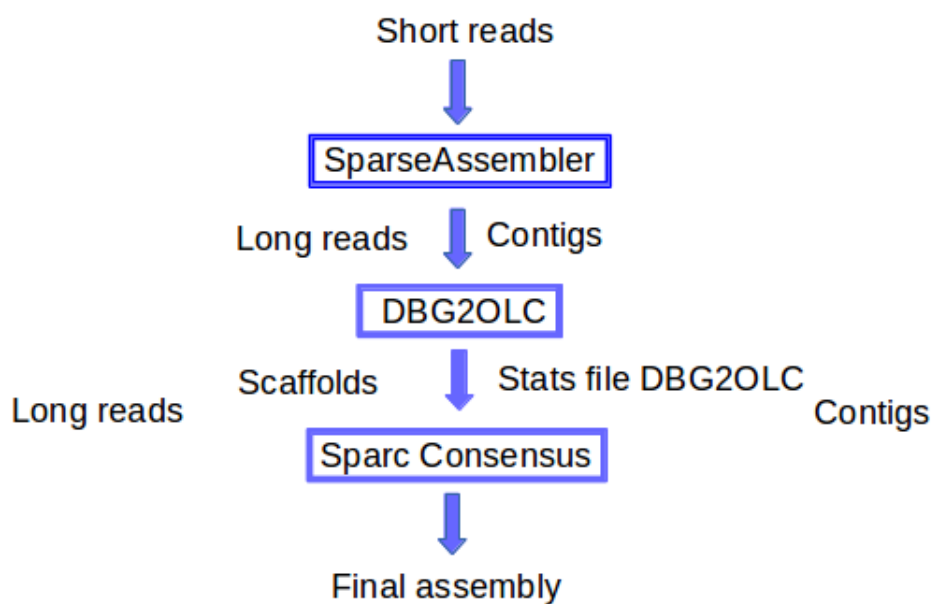 Short reads
SparseAssembler
Long reads
Contigs
DBG2OLC
Scaffolds
Stats file DBG2OLC
Long reads
Contigs
Sparc Consensus
Final assembly